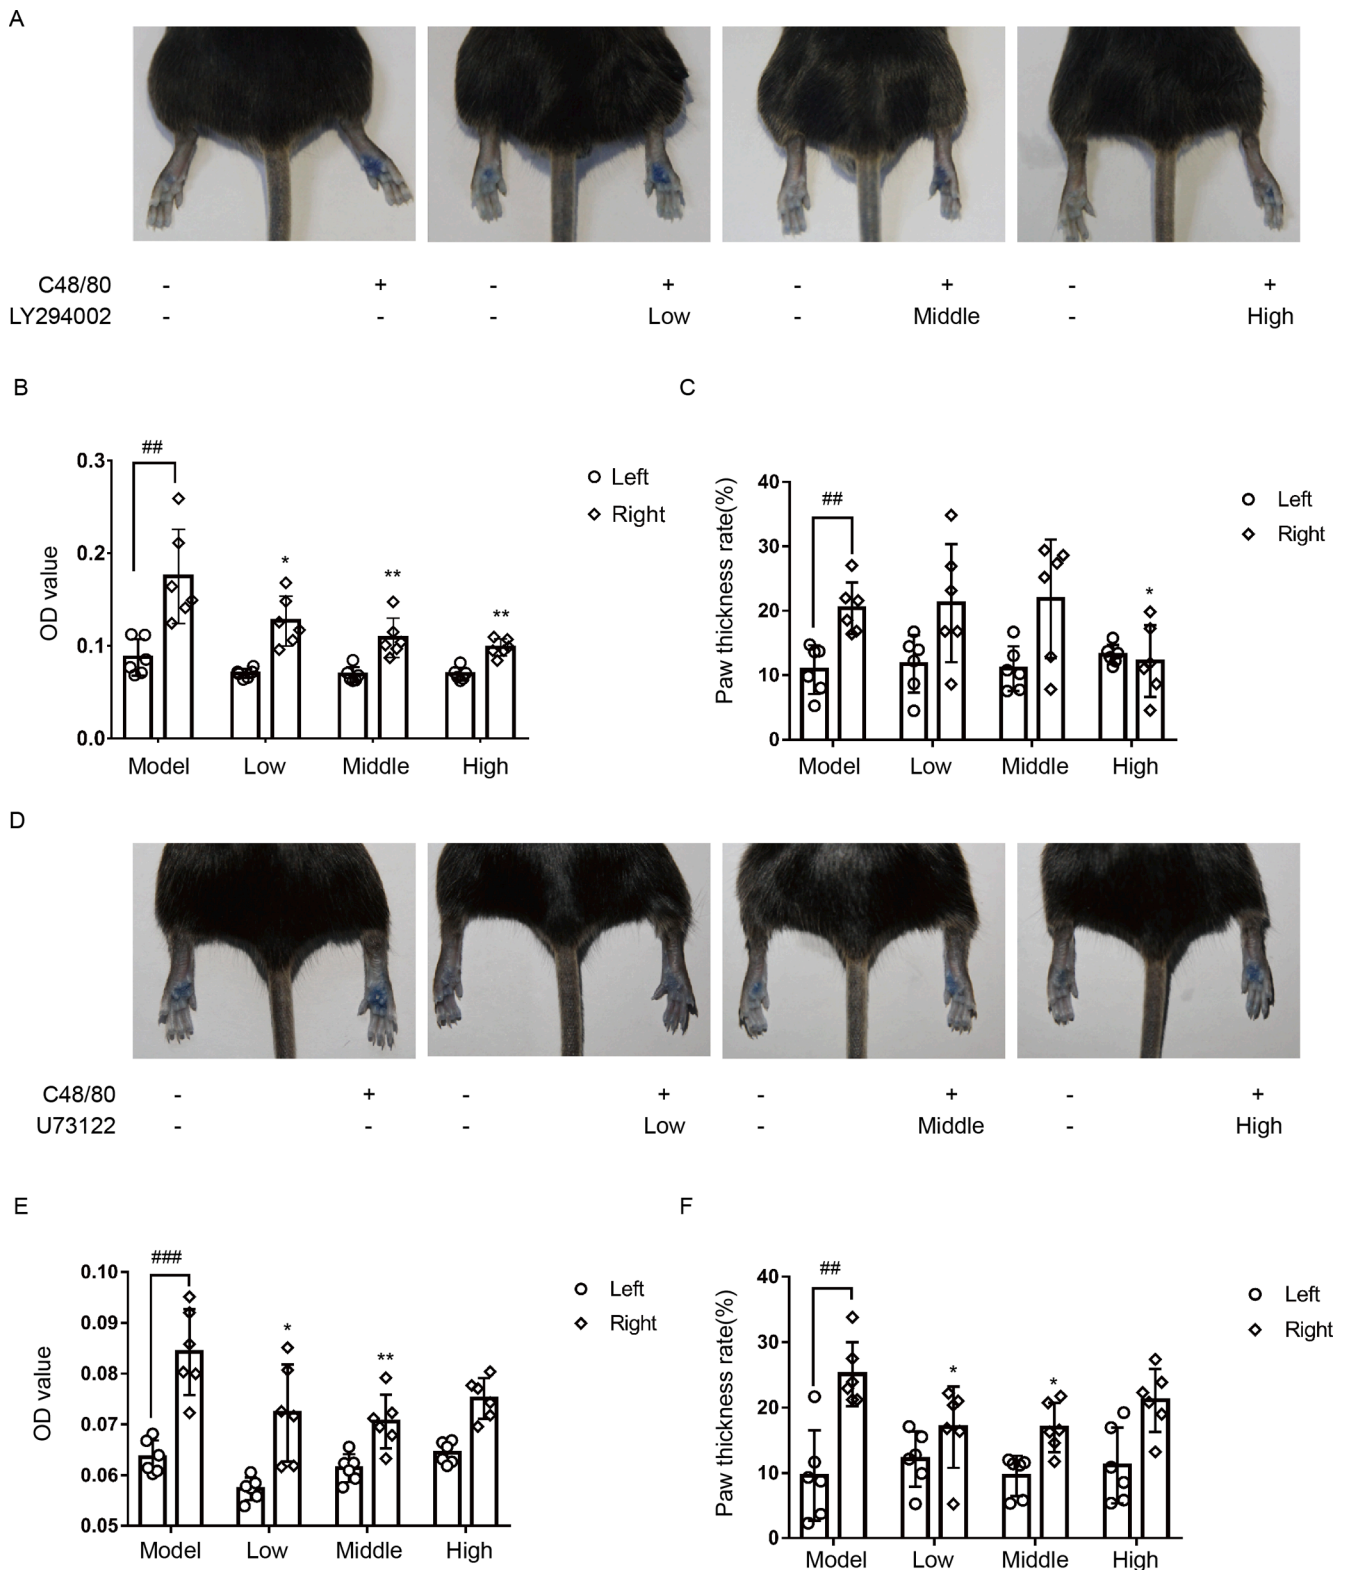 A
C48/80 - + - + - + - +
LY294002 - - - Low - Middle - High
B
##
0.3
0.2
0.1
0.0
OD value
*
**
**
Left
Right
Model Low Middle High
C
##
40
30
20
10
0
Paw thickness rate(%)
*
Left
Right
Model Low Middle High
D
C48/80 - + - + - + - +
U73122 - - - Low - Middle - High
E
###
0.10
0.09
0.08
0.07
0.06
0.05
OD value
*
**
Left
Right
Model Low Middle High
F
##
40
30
20
10
0
Paw thickness rate(%)
*
*
Left
Right
Model Low Middle High